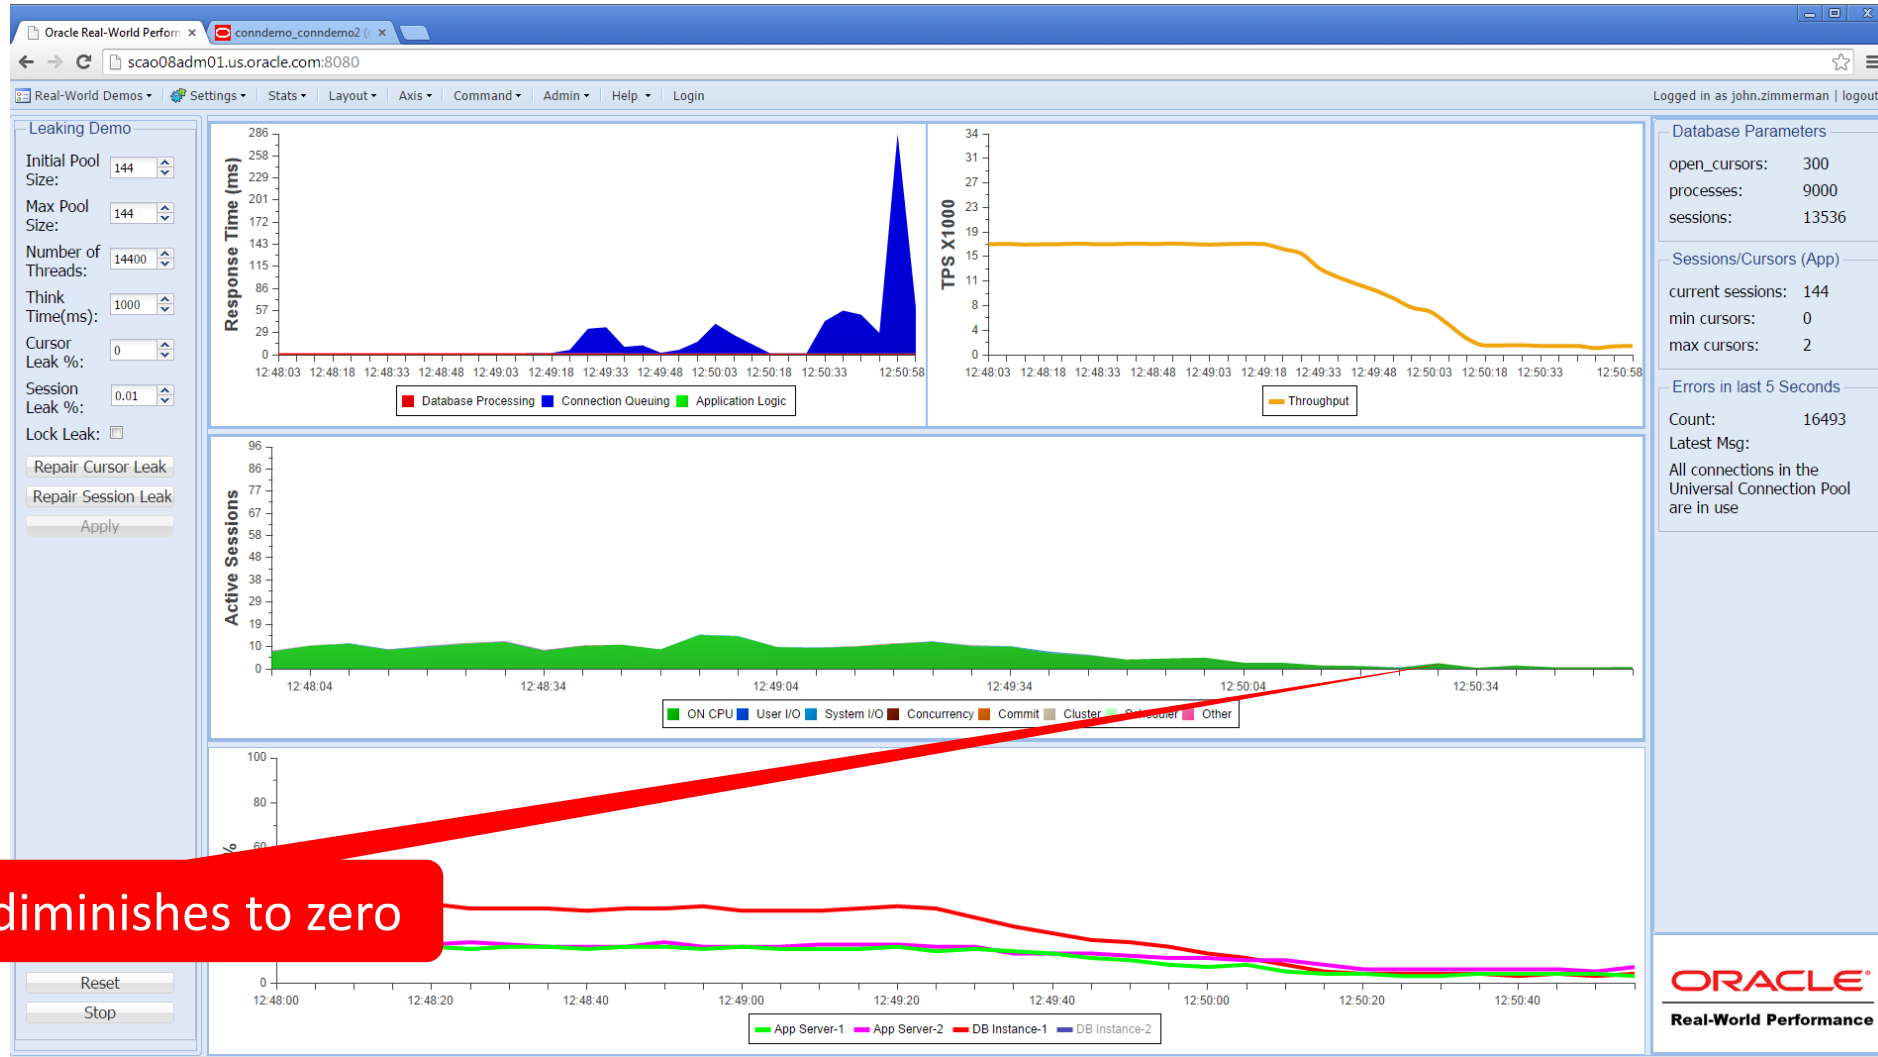 Oracle Real-World Perform
conndemo_conndemo2 (
scao08adm01.us.oracle.com:8080
Real-World Demos Settings Stats Layout Axis Command Admin Help Login
Logged in as john.zimmerman | logout
Leaking Demo
Initial Pool Size: 144
Max Pool Size: 144
Number of Threads: 14400
Think Time(ms): 1000
Cursor Leak %: 0
Session Leak %: 0.01
Lock Leak:
Repair Cursor Leak
Repair Session Leak
Apply
Reset
Stop
Response Time (ms)
286
258
229
201
172
143
115
86
57
29
0
12:48:03 12:48:18 12:48:33 12:48:48 12:49:03 12:49:18 12:49:33 12:49:48 12:50:03 12:50:18 12:50:33 12:50:58
Database Processing Connection Queuing Application Logic
TPS X1000
34
31
27
23
19
15
11
8
4
0
12:48:03 12:48:18 12:48:33 12:48:48 12:49:03 12:49:18 12:49:33 12:49:48 12:50:03 12:50:18 12:50:33 12:50:58
Throughput
Active Sessions
96
86
77
67
58
48
38
29
19
10
0
12:48:04 12:48:34 12:49:04 12:49:34 12:50:04 12:50:34
ON CPU User I/O System I/O Concurrency Commit Cluster Scheduler Other
%
100
80
60
0
12:48:00 12:48:20 12:48:40 12:49:00 12:49:20 12:49:40 12:50:00 12:50:20 12:50:40
App Server-1 App Server-2 DB Instance-1 DB Instance-2
diminishes to zero
Database Parameters
open_cursors: 300
processes: 9000
sessions: 13536
Sessions/Cursors (App)
current sessions: 144
min cursors: 0
max cursors: 2
Errors in last 5 Seconds
Count: 16493
Latest Msg:
All connections in the
Universal Connection Pool
are in use
ORACLE
Real-World Performance